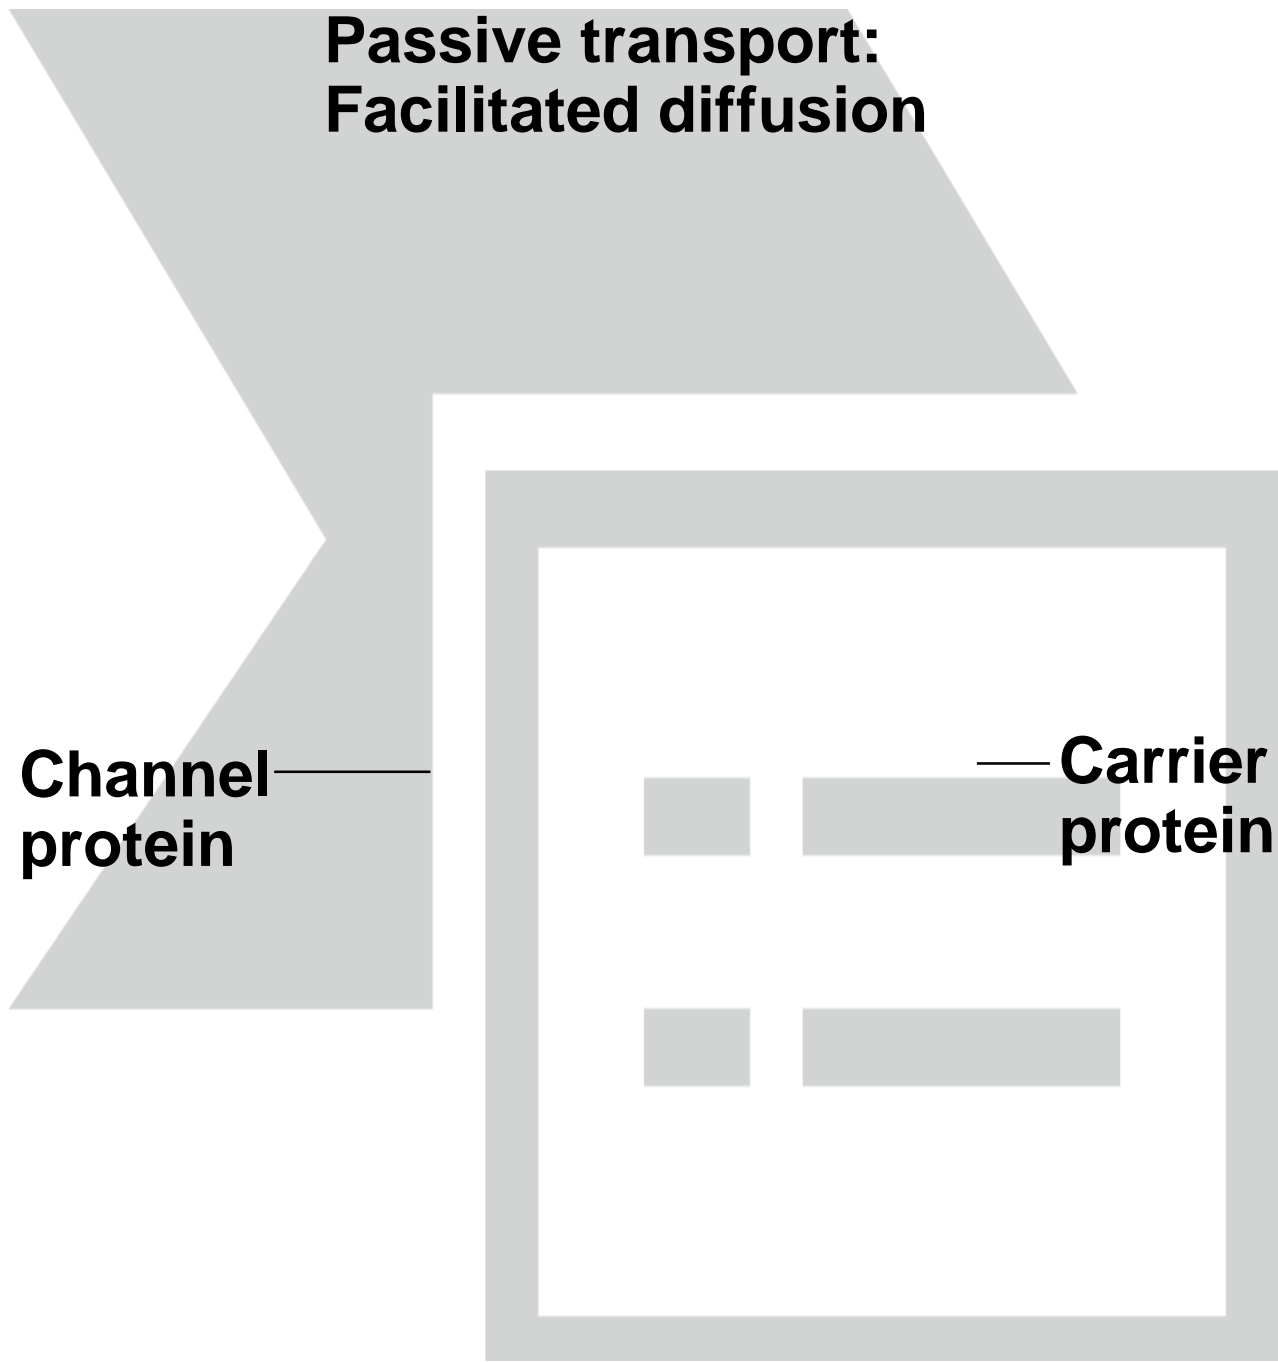 Passive transport:
Facilitated diffusion
Channel
protein
Carrier
protein